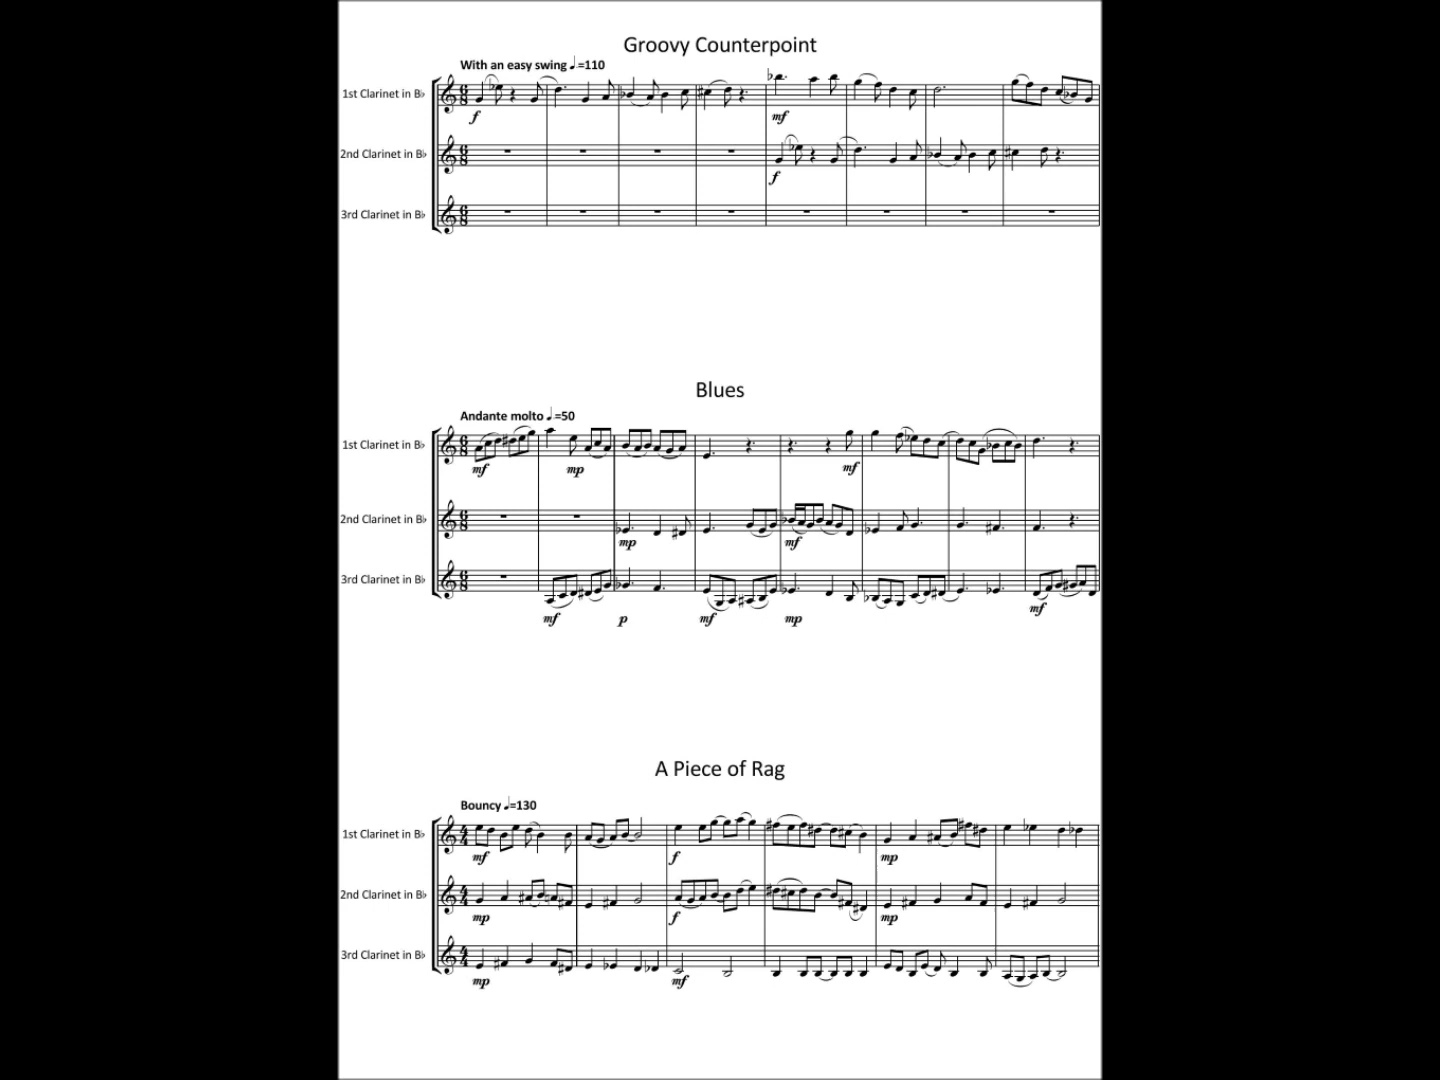 Groovy Counterpoint
With an easy swing ♩.=110
1st Clarinet in B♭
f
mf
2nd Clarinet in B♭
f
3rd Clarinet in B♭
Blues
Andante molto ♩.=50
1st Clarinet in B♭
mf mp mf
2nd Clarinet in B♭
mp mf
3rd Clarinet in B♭
mf p mf mp mf
A Piece of Rag
Bouncy ♩=130
1st Clarinet in B♭
mf f mp
2nd Clarinet in B♭
mp f mp
3rd Clarinet in B♭
mp mf